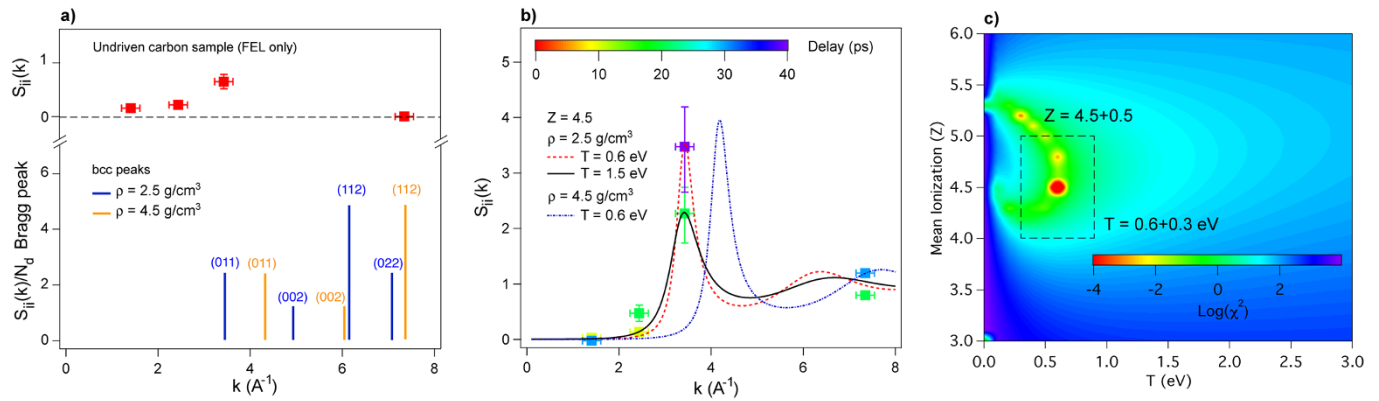 a)
Undriven carbon sample (FEL only)
S_ii(k)
1
0
S_ii(k)/N_d Bragg peak
bcc peaks
ρ = 2.5 g/cm³
ρ = 4.5 g/cm³
(112)
(112)
(011)
(011)
(022)
(002)
(002)
4
2
0
0 2 4 6 8
k (A⁻¹)
b)
Delay (ps)
0 10 20 30 40
S_ii(k)
5
4
3
2
1
0
Z = 4.5
ρ = 2.5 g/cm³
T = 0.6 eV
T = 1.5 eV
ρ = 4.5 g/cm³
T = 0.6 eV
0 2 4 6 8
k (A⁻¹)
c)
Mean Ionization (Z)
6.0
5.5
5.0
4.5
4.0
3.5
3.0
Z = 4.5+0.5
T = 0.6+0.3 eV
-4 -2 0 2
Log(χ²)
0.0 0.5 1.0 1.5 2.0 2.5 3.0
T (eV)